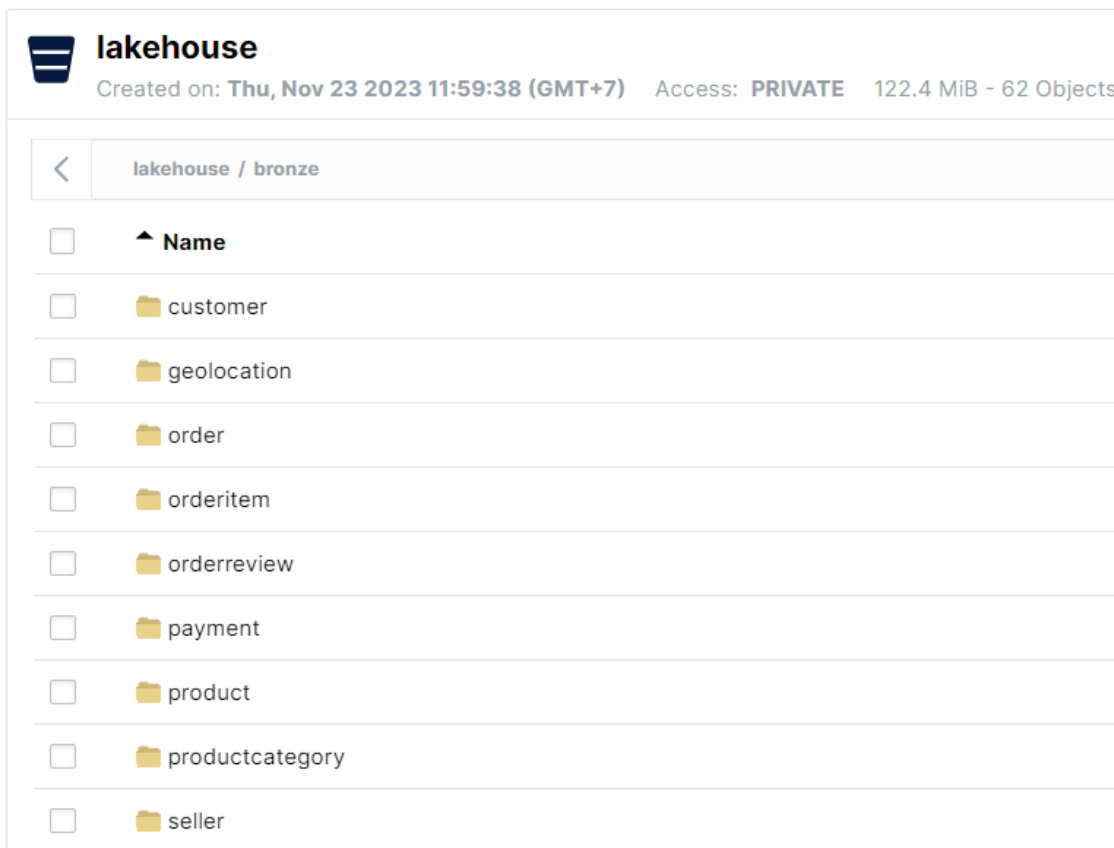 lakehouse
Created on: Thu, Nov 23 2023 11:59:38 (GMT+7) Access: PRIVATE 122.4 MiB - 62 Objects
lakehouse / bronze
Name
customer
geolocation
order
orderitem
orderreview
payment
product
productcategory
seller